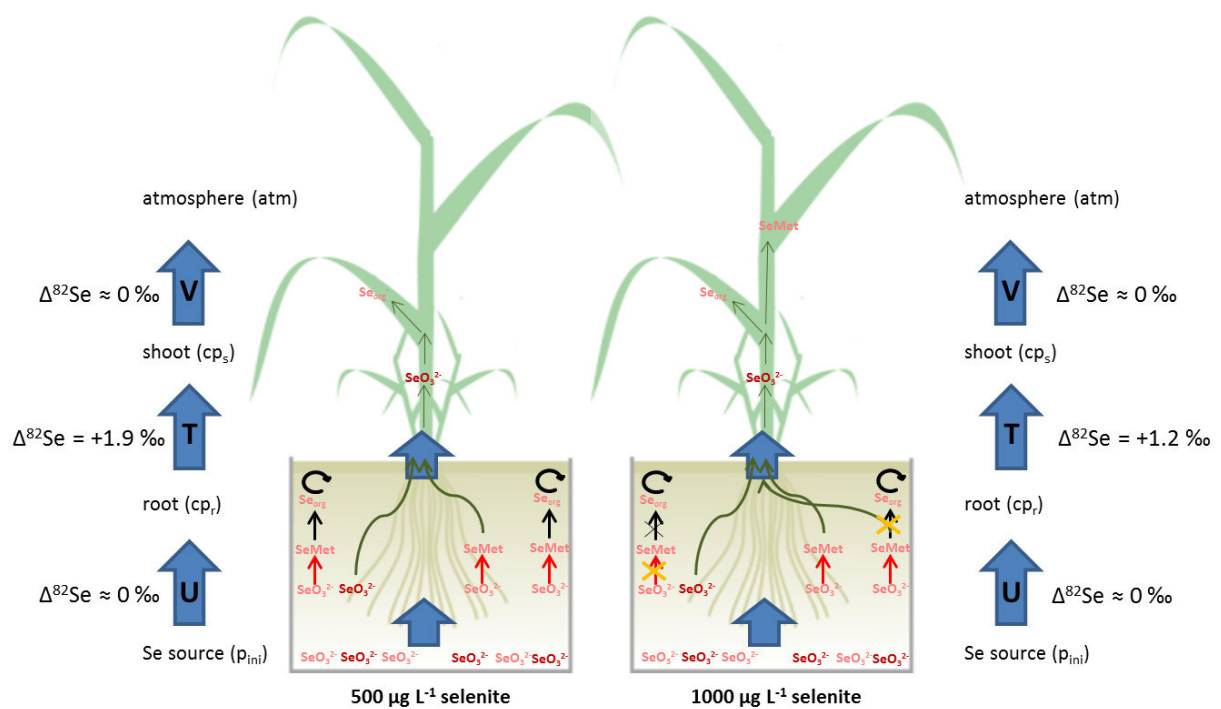 atmosphere (atm)
V
Δ⁸²Se ≈ 0 ‰
shoot (cpₛ)
T
Δ⁸²Se = +1.9 ‰
root (cpᵣ)
U
Δ⁸²Se ≈ 0 ‰
Se source (pᵢₙᵢ)
Seorg
SeO₃²⁻
Seorg
SeMet
SeO₃²⁻
SeO₃²⁻
SeMet
SeO₃²⁻
Seorg
SeMet
SeO₃²⁻
SeO₃²⁻ SeO₃²⁻ SeO₃²⁻ SeO₃²⁻ SeO₃²⁻ SeO₃²⁻
500 µg L⁻¹ selenite
SeMet
Seorg
SeO₃²⁻
Seorg
SeMet
SeO₃²⁻
SeO₃²⁻
SeMet
SeO₃²⁻
Seorg
SeMet
SeO₃²⁻
SeO₃²⁻ SeO₃²⁻ SeO₃²⁻ SeO₃²⁻ SeO₃²⁻ SeO₃²⁻
1000 µg L⁻¹ selenite
atmosphere (atm)
V
Δ⁸²Se ≈ 0 ‰
shoot (cpₛ)
T
Δ⁸²Se = +1.2 ‰
root (cpᵣ)
U
Δ⁸²Se ≈ 0 ‰
Se source (pᵢₙᵢ)